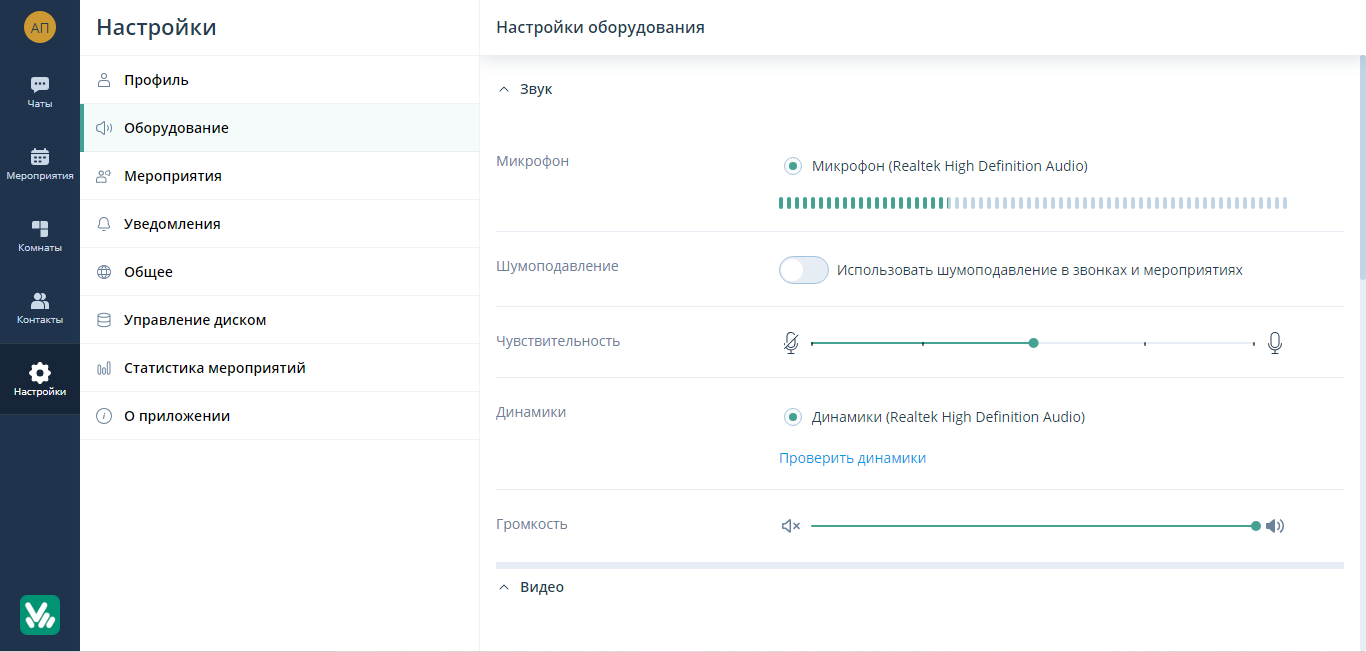 АП
Чаты
Мероприятия
Комнаты
Контакты
Настройки
Настройки
Профиль
Оборудование
Мероприятия
Уведомления
Общее
Управление диском
Статистика мероприятий
О приложении
Настройки оборудования
Звук
Микрофон
Микрофон (Realtek High Definition Audio)
Шумоподавление
Использовать шумоподавление в звонках и мероприятиях
Чувствительность
Динамики
Динамики (Realtek High Definition Audio)
Проверить динамики
Громкость
Видео